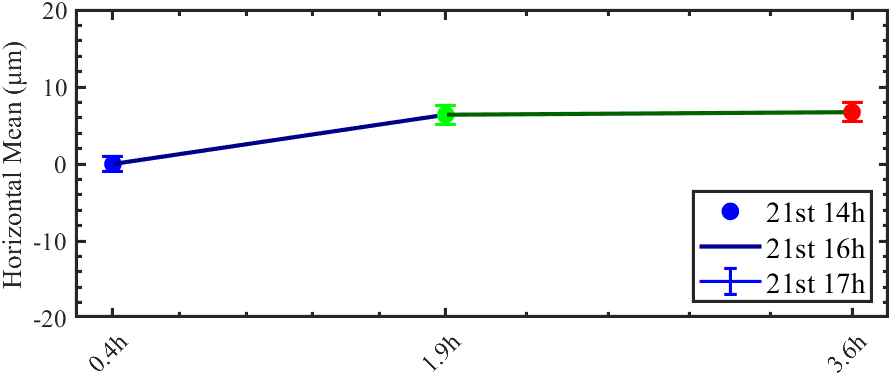 Horizontal Mean (μm)
20
10
0
-10
-20
0.4h
1.9h
3.6h
21st 14h
21st 16h
21st 17h